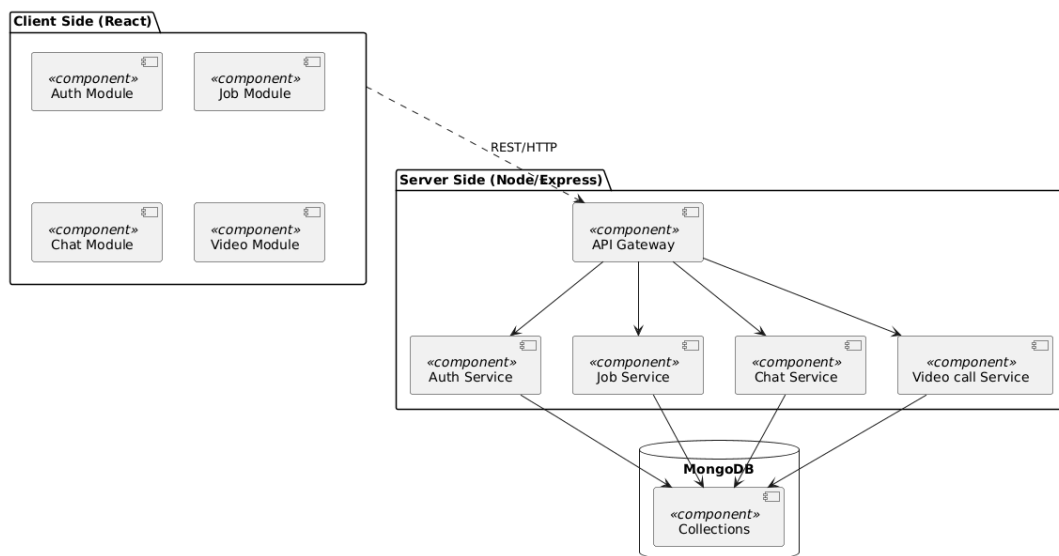 Client Side (React)
«component»
Auth Module
«component»
Job Module
«component»
Chat Module
«component»
Video Module
REST/HTTP
Server Side (Node/Express)
«component»
API Gateway
«component»
Auth Service
«component»
Job Service
«component»
Chat Service
«component»
Video call Service
MongoDB
«component»
Collections